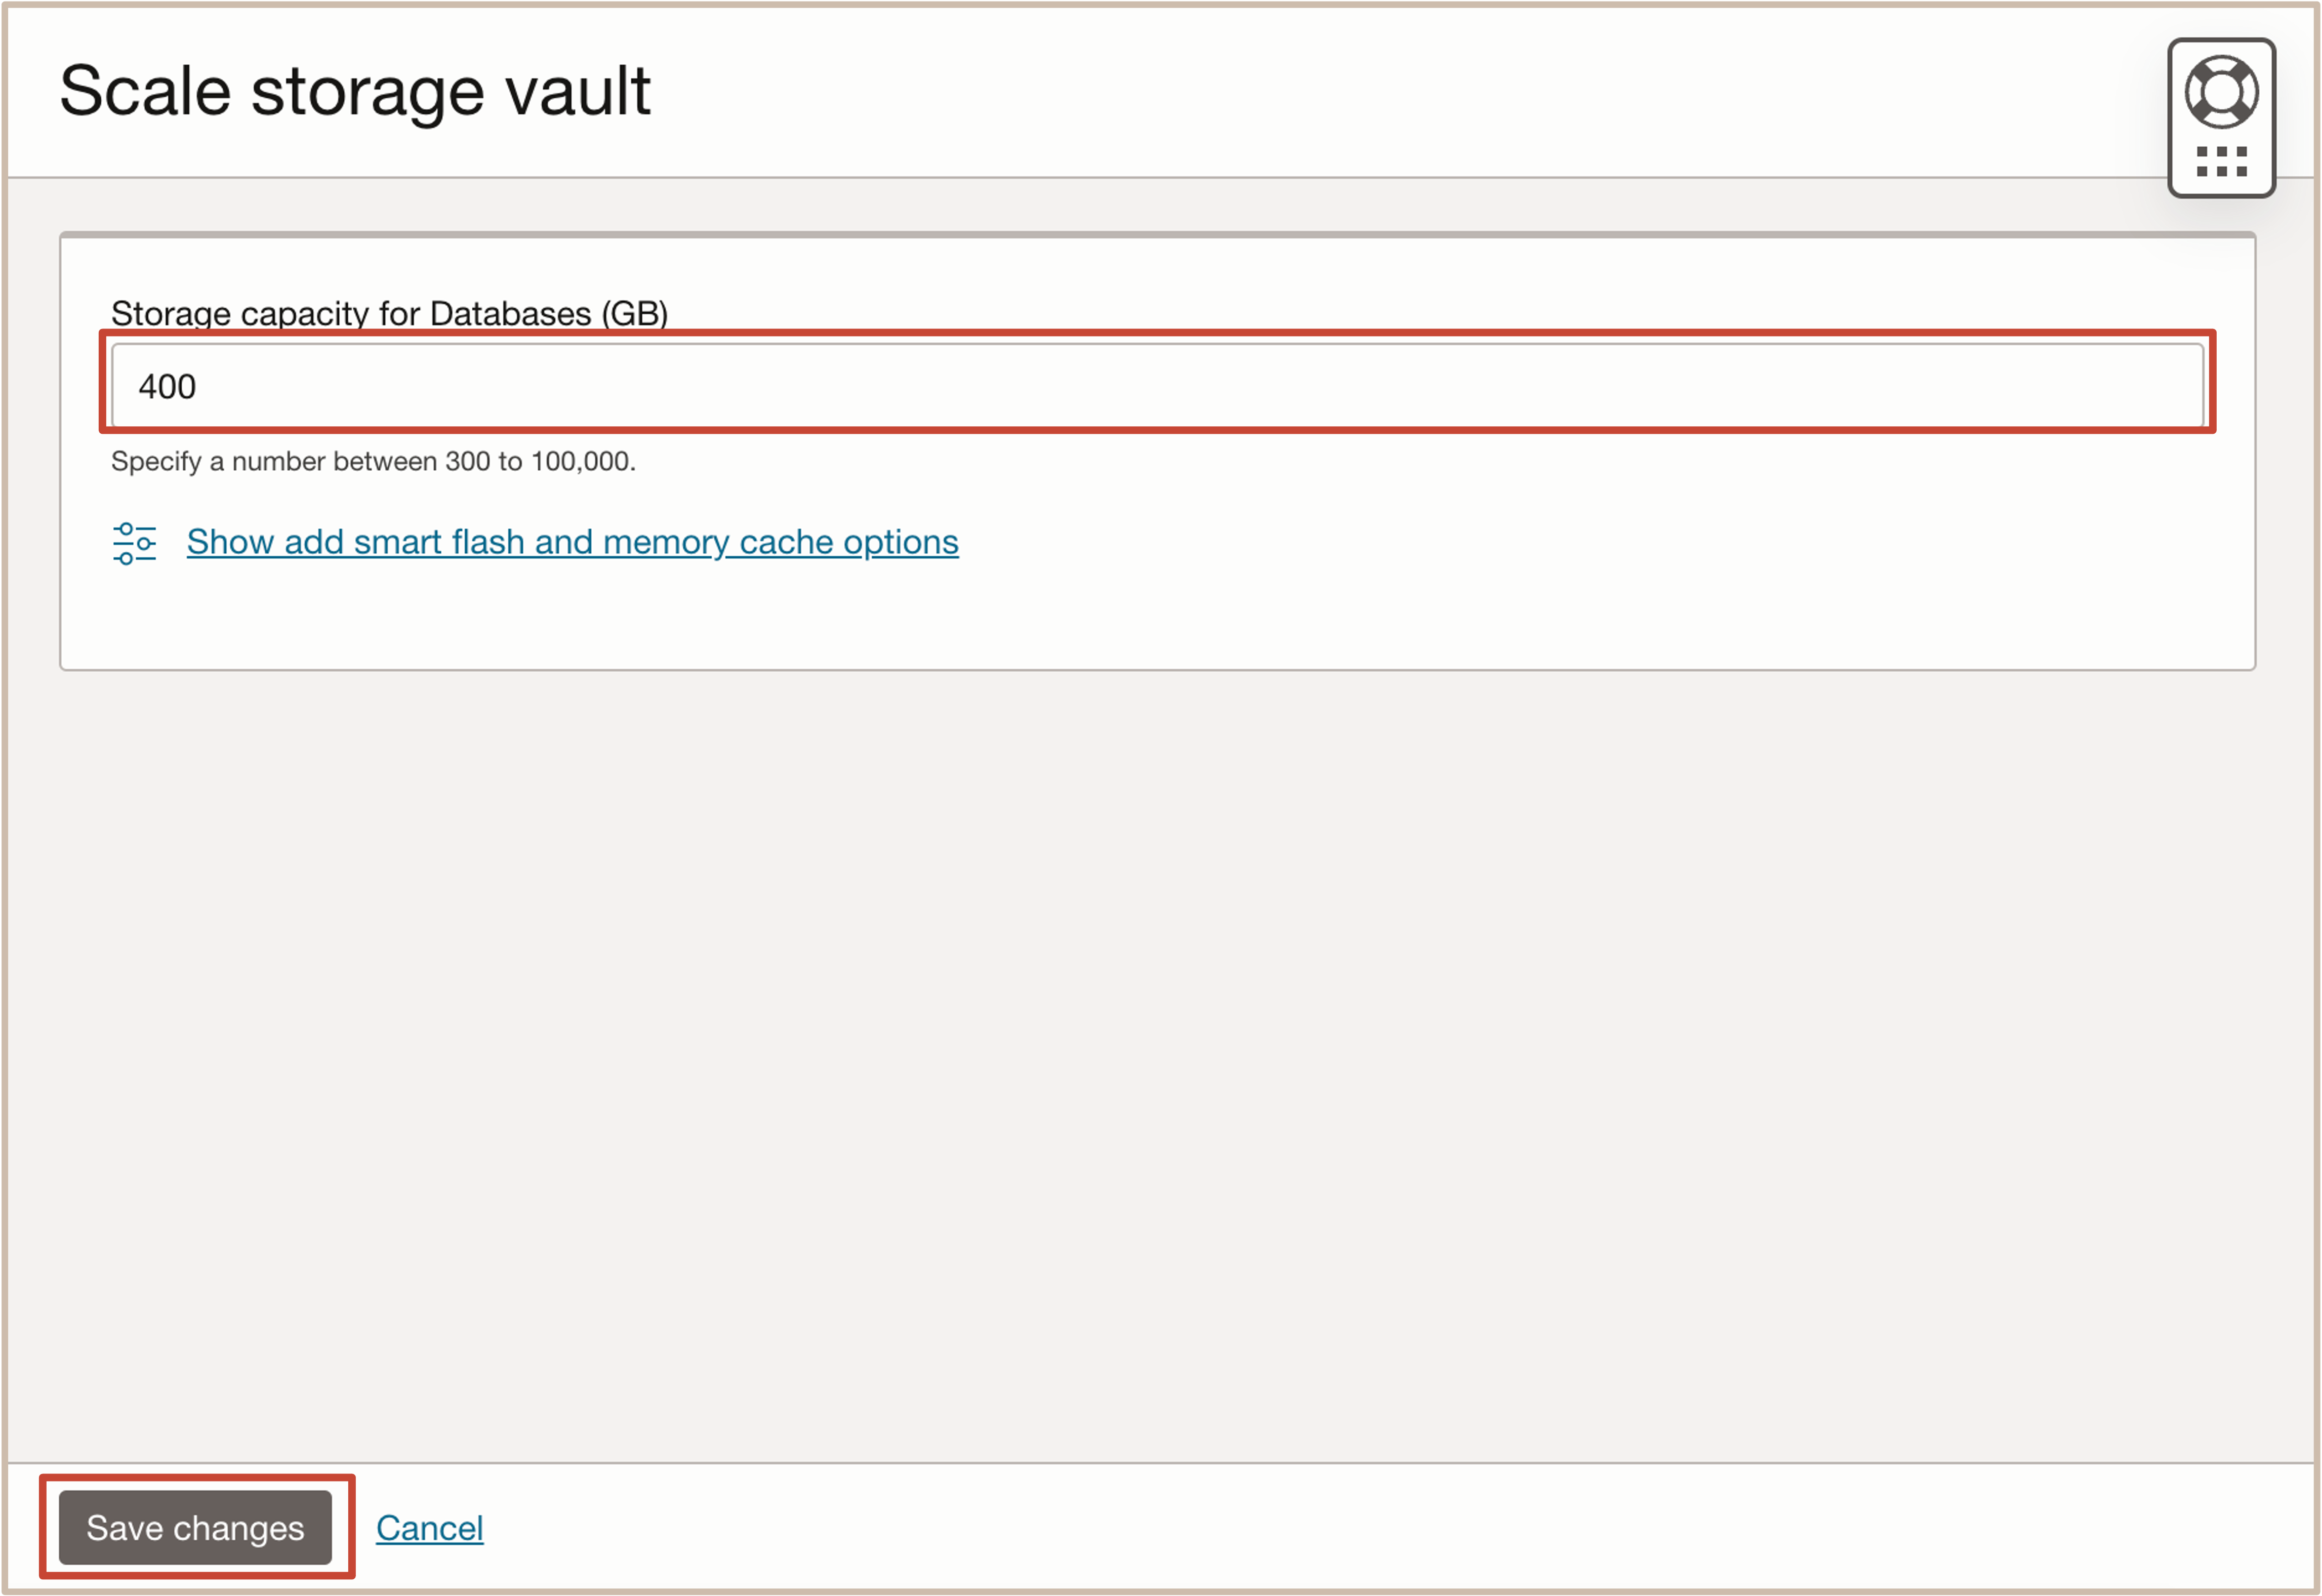 Scale storage vault
Storage capacity for Databases (GB)
400
Specify a number between 300 to 100,000.
Show add smart flash and memory cache options
Save changes
Cancel